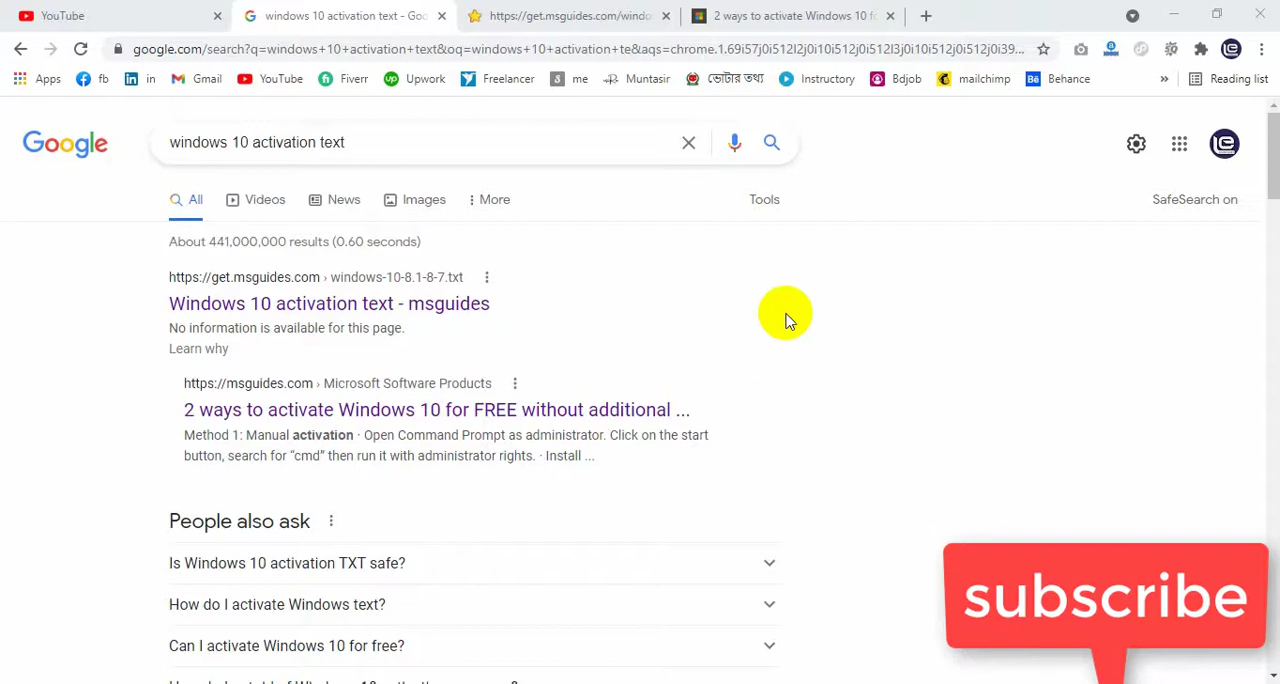 YouTube
windows 10 activation text - Goo
https://get.msguides.com/windo
2 ways to activate Windows 10 fo
google.com/search?q=windows+10+activation+text&oq=windows+10+activation+te&aqs=chrome.1.69i57j0i512l2j0i10i512j0i512l3j0i10i512j0i512j0i39...
Apps fb in Gmail YouTube Fiverr Upwork Freelancer me Muntasir ভোটার তথ্য Instructory Bdjob mailchimp Behance » Reading list
Google
windows 10 activation text
All Videos News Images More Tools SafeSearch on
About 441,000,000 results (0.60 seconds)
https://get.msguides.com › windows-10-8.1-8-7.txt
Windows 10 activation text - msguides
No information is available for this page.
Learn why
https://msguides.com › Microsoft Software Products
2 ways to activate Windows 10 for FREE without additional ...
Method 1: Manual activation · Open Command Prompt as administrator. Click on the start
button, search for “cmd” then run it with administrator rights. · Install ...
People also ask
Is Windows 10 activation TXT safe?
How do I activate Windows text?
Can I activate Windows 10 for free?
subscribe